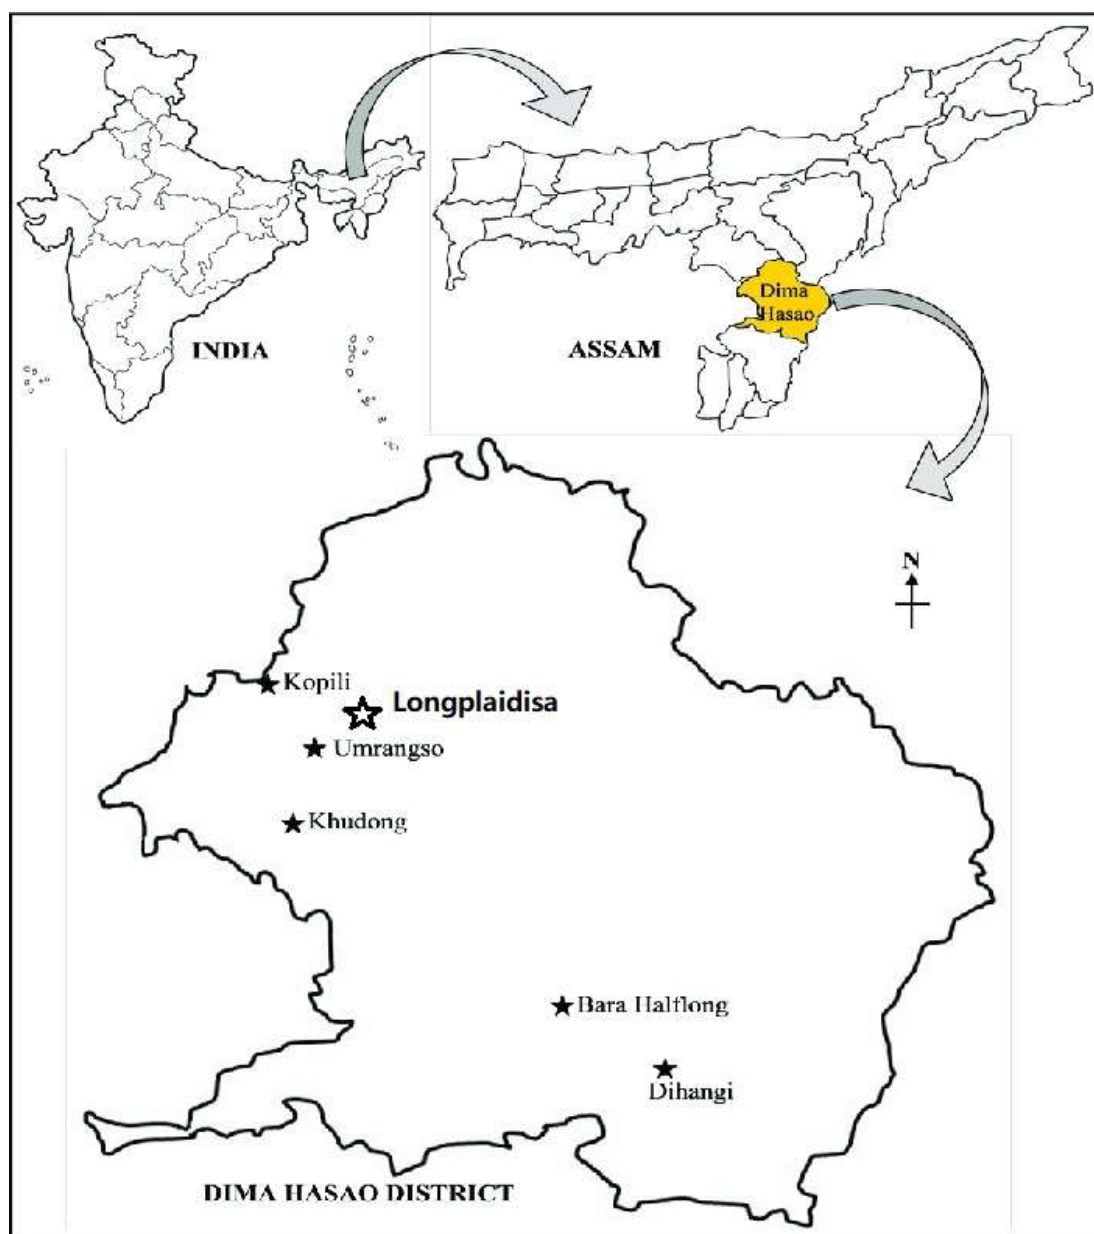 INDIA
ASSAM
Dima
Hasao
N
Kopili
Longplaidisa
Umrangso
Khudong
Bara Halflong
Dihangi
DIMA HASAO DISTRICT